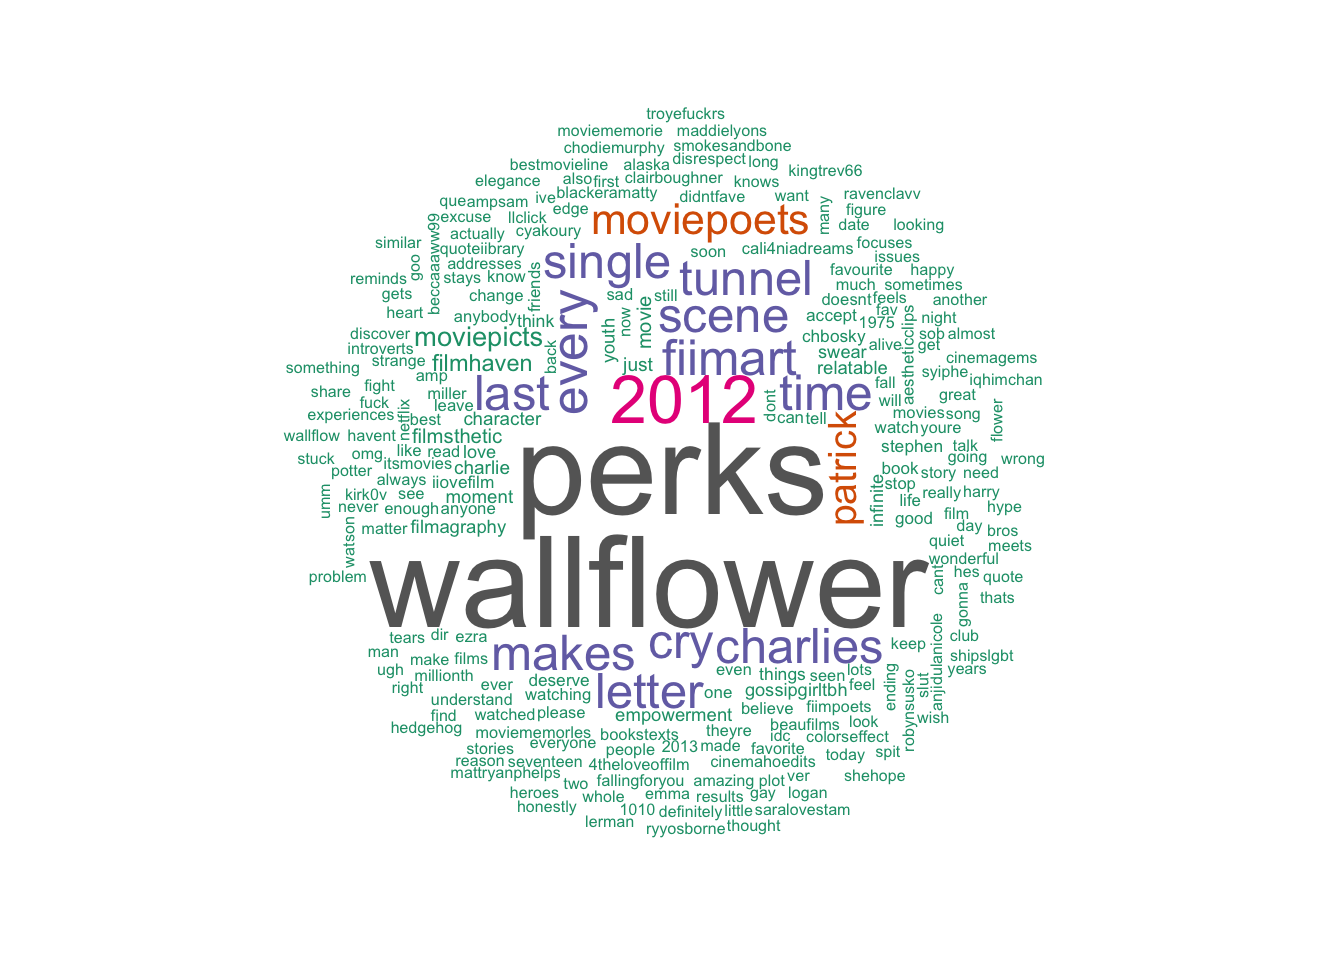 troyefuckrs
moviememorie maddielyons
chodiemurphy smokesandbone
bestmovieline alaska disrespect long
elegance also first clairboughner knows kingtrev66
que ampsam ive blackeramatty didntfave want many ravenclavv
excuse llclick edge moviepoets date figure looking
actually cyakoury
similar goo beccaaaww99 quoteiibrary single soon cali4niadreams focuses
addresses tunnel issues
reminds stays know friends favourite happy
gets change every sad still much sometimes
heart anybody think youth now movie scene doesnt feels another
accept 1975 fav night
discover moviepicts back chbosky aestheticclips sob almost
introverts filmhaven just fiimart swear alive get
something strange relatable syiphe cinemagems
share fight amp last 2012 dont time fall iqhimchan
fuck miller leave will great
experiences netflix best character can tell patrick movies song flower
wallflow havent filmsthetic watch youre
omg like read love perks stephen talk wrong
stuck itsmovies going
potter always charlie book story need
umm kirk0v see iiovefilm moment infinite stop
never enough anyone life really harry
matter filmagraphy good film hype
watson day bros
quiet meets
problem wallflower wonderful
cant hes quote
gonna thats
tears dir ezra makes cry charlies keep club
man make films anjidulanicole shipslgbt
ugh millionth even things seen lots years
right ever deserve letter one gossipgirltbh feel ending slut
understand watching
find watched please empowerment believe fiimpoets robynsusko wish
hedgehog moviememorles bookstexts theyre beaufilms look
stories everyone people 2013 made idc colorseffect
reason seventeen 4theloveoffilm favorite cinemahoedits today spit
mattryanphelps two fallingforyou amazing plot ver shehope
heroes whole emma results gay logan
honestly 1010 definitely little saralovestam
lerman ryyosborne thought